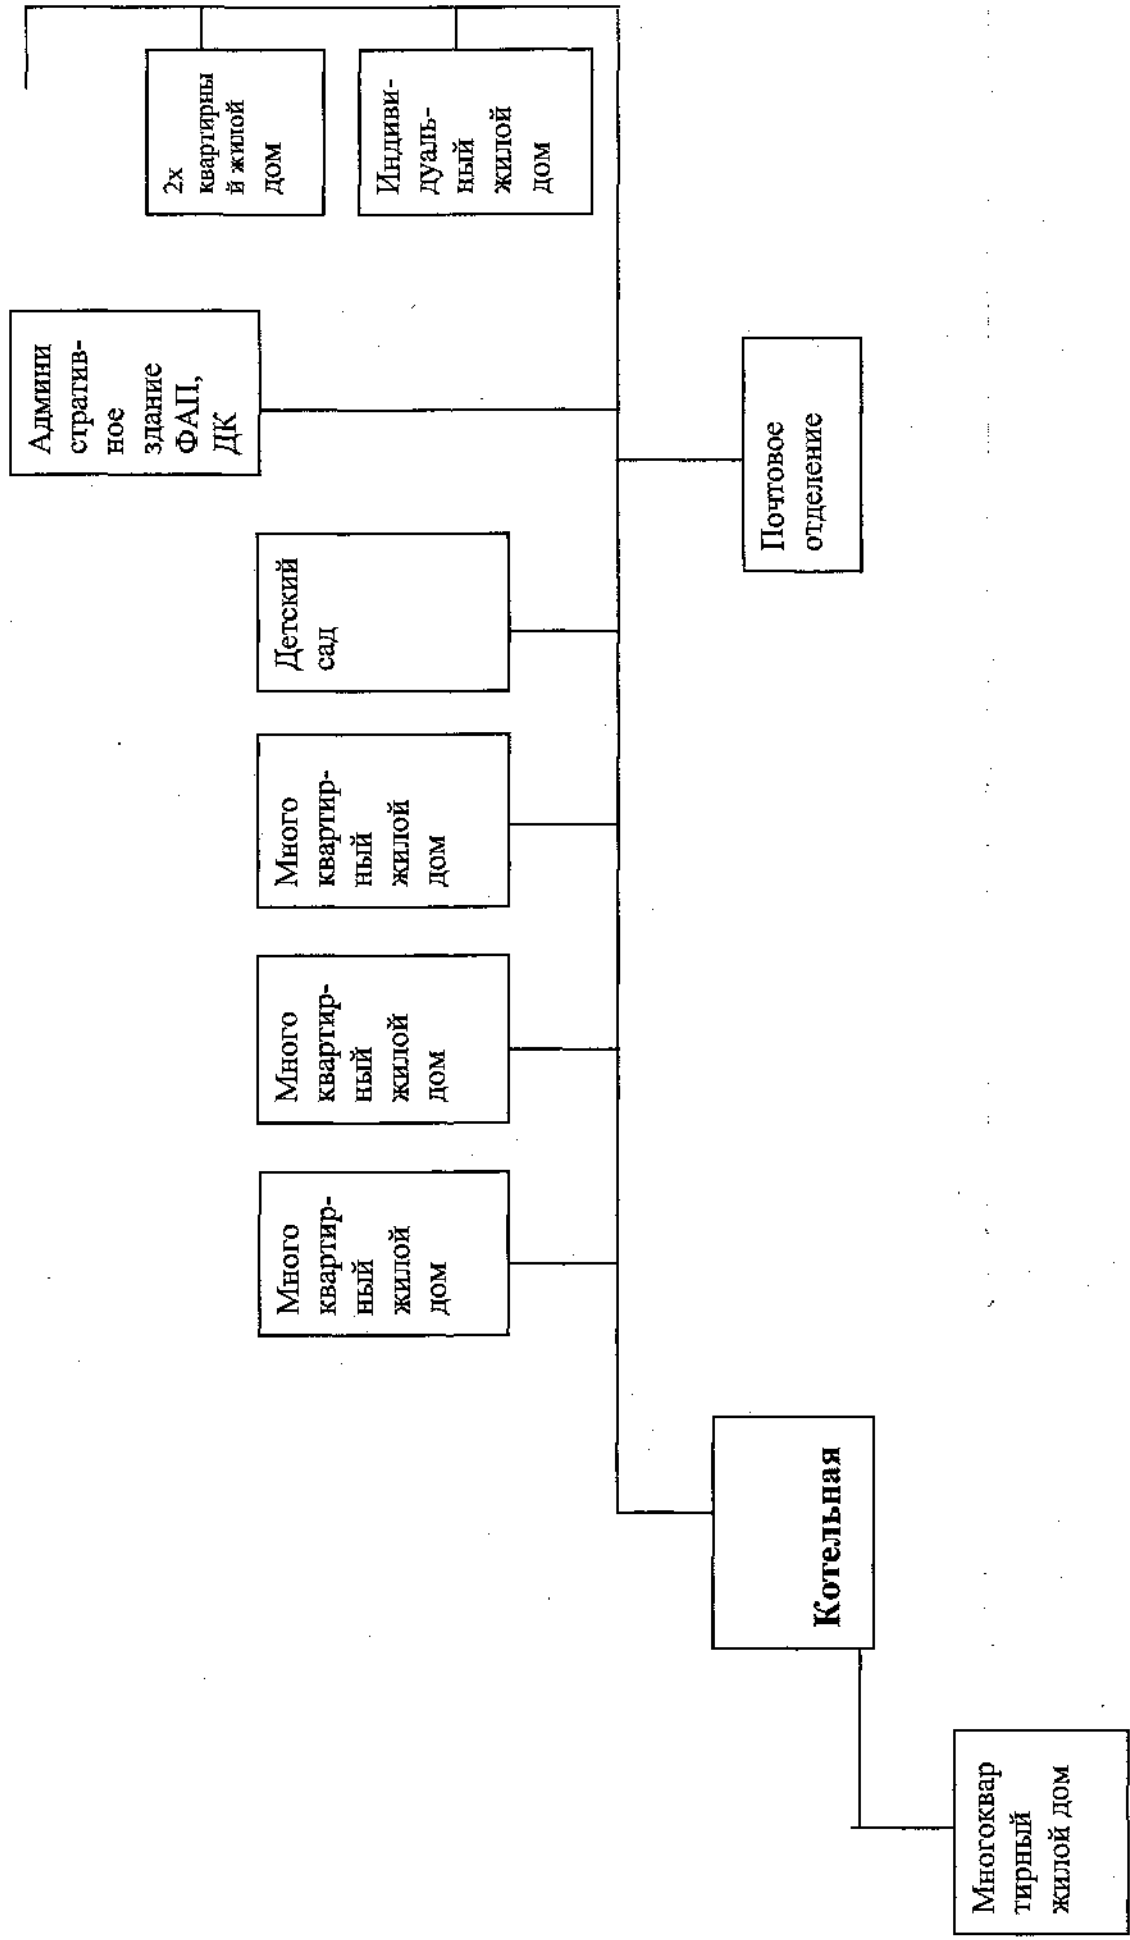 Админи
стратив-
ное
здание
ФАП,
ДК
2х
квартирны
й жилой
дом
Индиви-
дуаль-
ный
жилой
дом
Много
квартир-
ный
жилой
дом
Много
квартир-
ный
жилой
дом
Много
квартир-
ный
жилой
дом
Детский
сад
Котельная
Почтовое
отделение
Многоквар
тирный
жилой дом